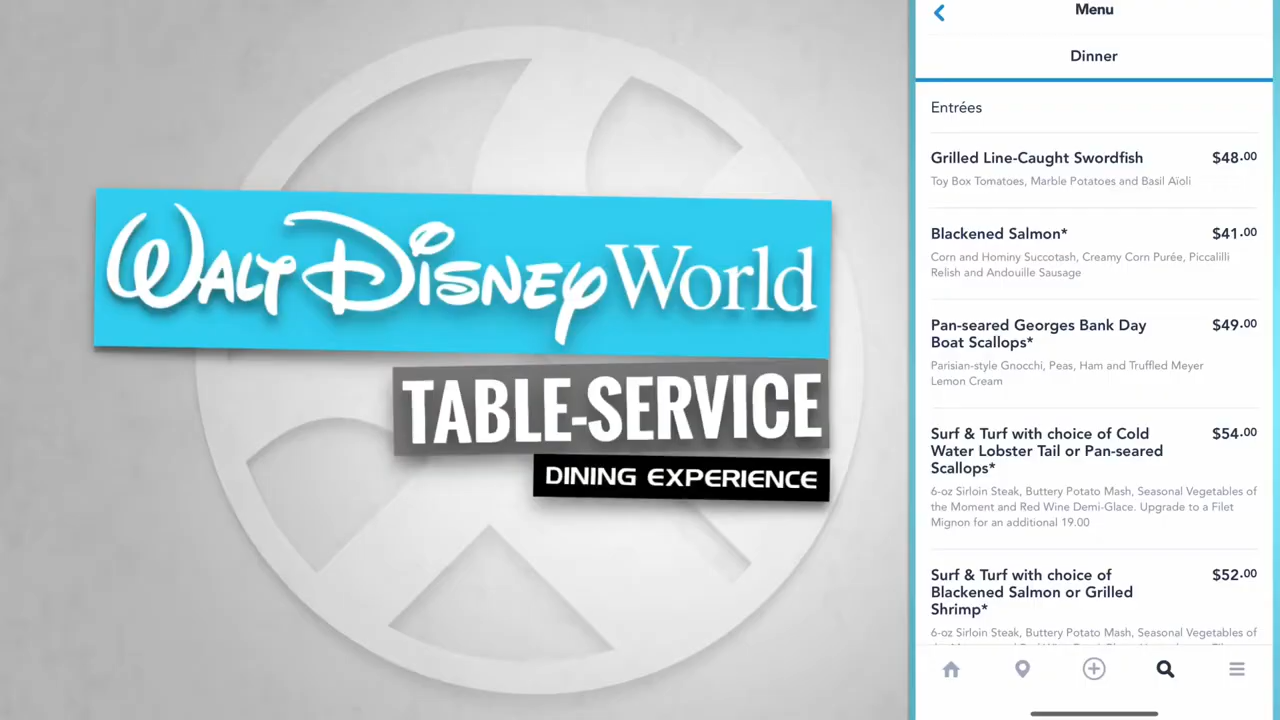 WALT DISNEY World
TABLE-SERVICE
DINING EXPERIENCE
Menu
Dinner
Entrées
Grilled Line-Caught Swordfish $48.00
Toy Box Tomatoes, Marble Potatoes and Basil Aïoli
Blackened Salmon* $41.00
Corn and Hominy Succotash, Creamy Corn Purée, Piccalilli
Relish and Andouille Sausage
Pan-seared Georges Bank Day $49.00
Boat Scallops*
Parisian-style Gnocchi, Peas, Ham and Truffled Meyer
Lemon Cream
Surf & Turf with choice of Cold $54.00
Water Lobster Tail or Pan-seared
Scallops*
6-oz Sirloin Steak, Buttery Potato Mash, Seasonal Vegetables of
the Moment and Red Wine Demi-Glace. Upgrade to a Filet
Mignon for an additional 19.00
Surf & Turf with choice of $52.00
Blackened Salmon or Grilled
Shrimp*
6-oz Sirloin Steak, Buttery Potato Mash, Seasonal Vegetables of